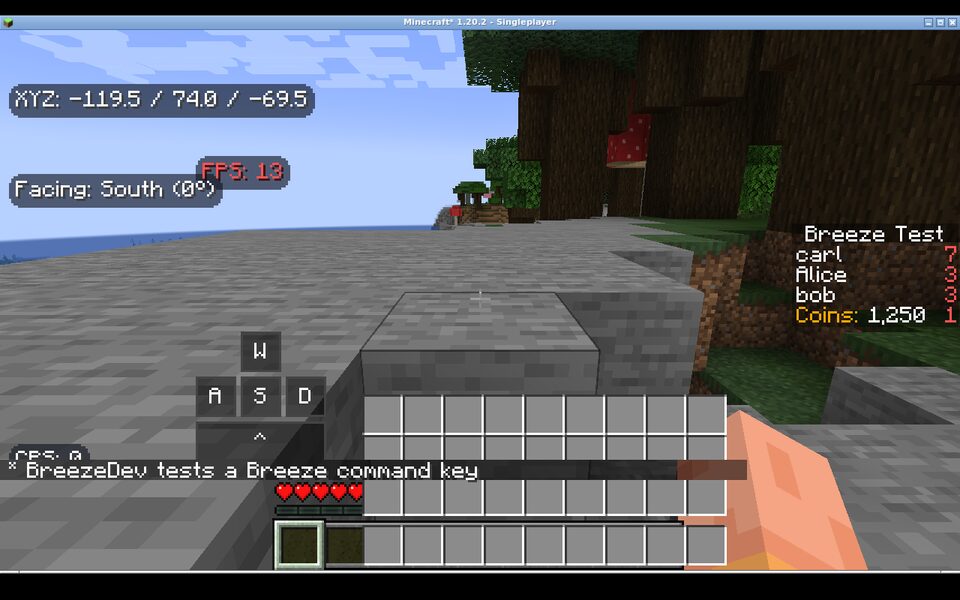 Minecraft* 1.20.2 - Singleplayer
XYZ: -119.5 / 74.0 / -69.5
FPS: 13
Facing: South (0°)
Breeze Test
carl 7
Alice 3
bob 3
Coins: 1,250 1
W
A S D
^
CPS: 0
* BreezeDev tests a Breeze command key